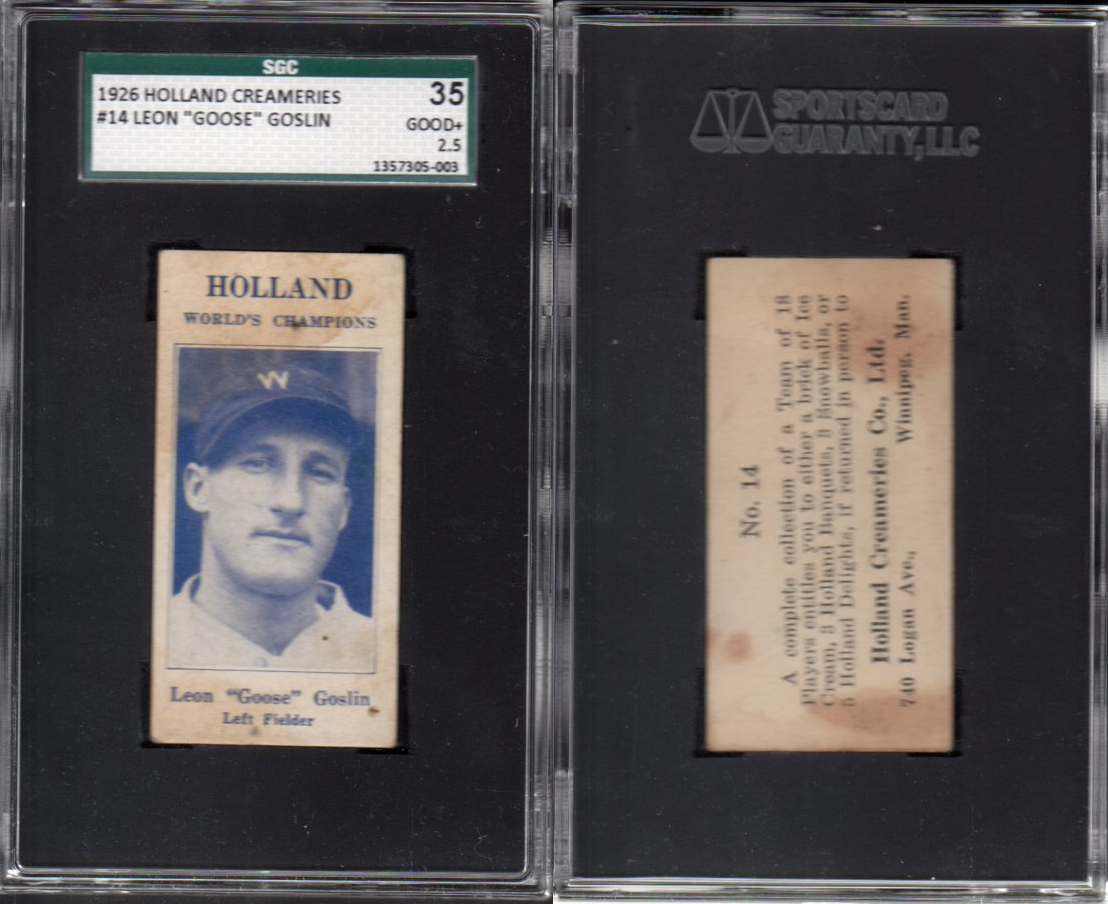 SGC
1926 HOLLAND CREAMERIES
#14 LEON "GOOSE" GOSLIN
35
GOOD+
2.5
1357305-003
HOLLAND
WORLD'S CHAMPIONS
W
Leon "Goose" Goslin
Left Fielder
SPORTSCARD
GUARANTY, LLC
No. 14
A complete collection of a Team of 18
Players entitles you to either a brick of Ice
Cream, 3 Holland Banquets, 3 Snowballs, or
5 Holland Delights, if returned in person to
Holland Creameries Co., Ltd.
740 Logan Ave., Winnipeg, Man.